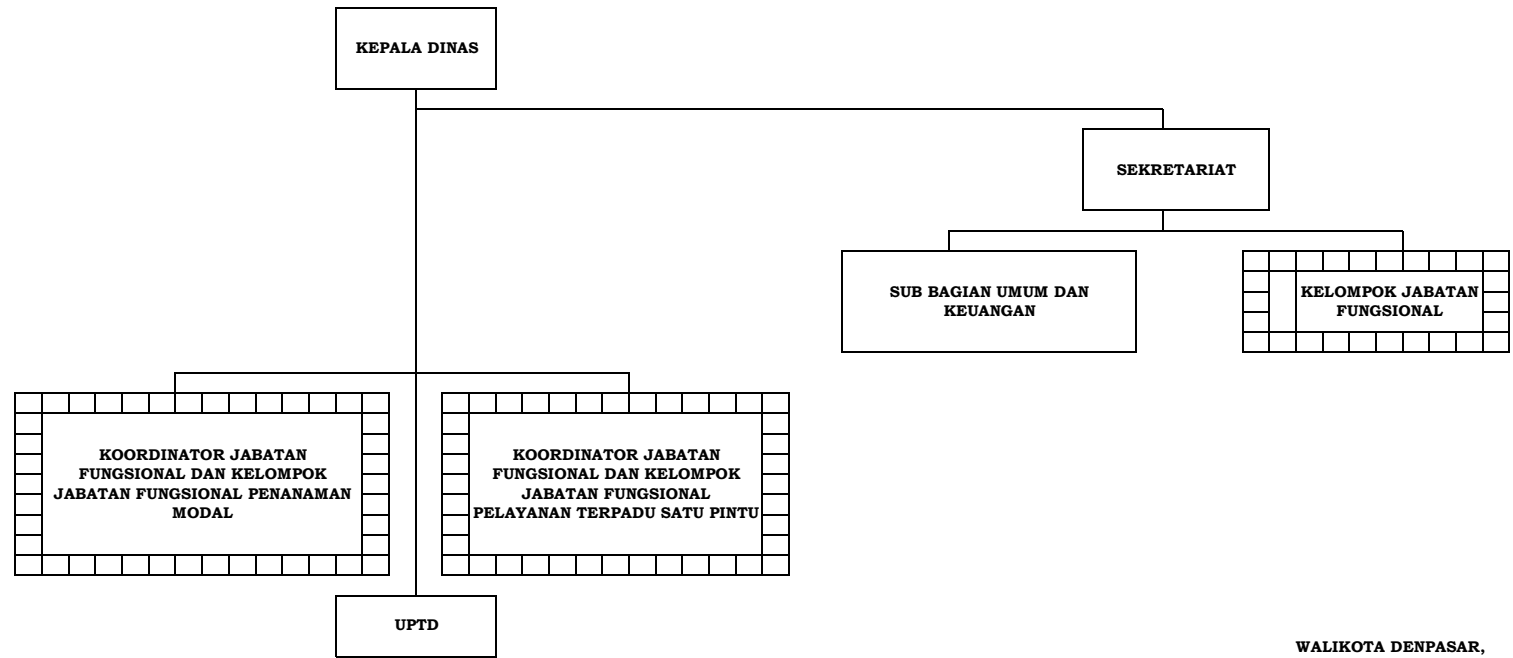 KEPALA DINAS
SEKRETARIAT
SUB BAGIAN UMUM DAN
KEUANGAN
KELOMPOK JABATAN
FUNGSIONAL
KOORDINATOR JABATAN
FUNGSIONAL DAN KELOMPOK
JABATAN FUNGSIONAL PENANAMAN
MODAL
KOORDINATOR JABATAN
FUNGSIONAL DAN KELOMPOK
JABATAN FUNGSIONAL
PELAYANAN TERPADU SATU PINTU
UPTD
WALIKOTA DENPASAR,